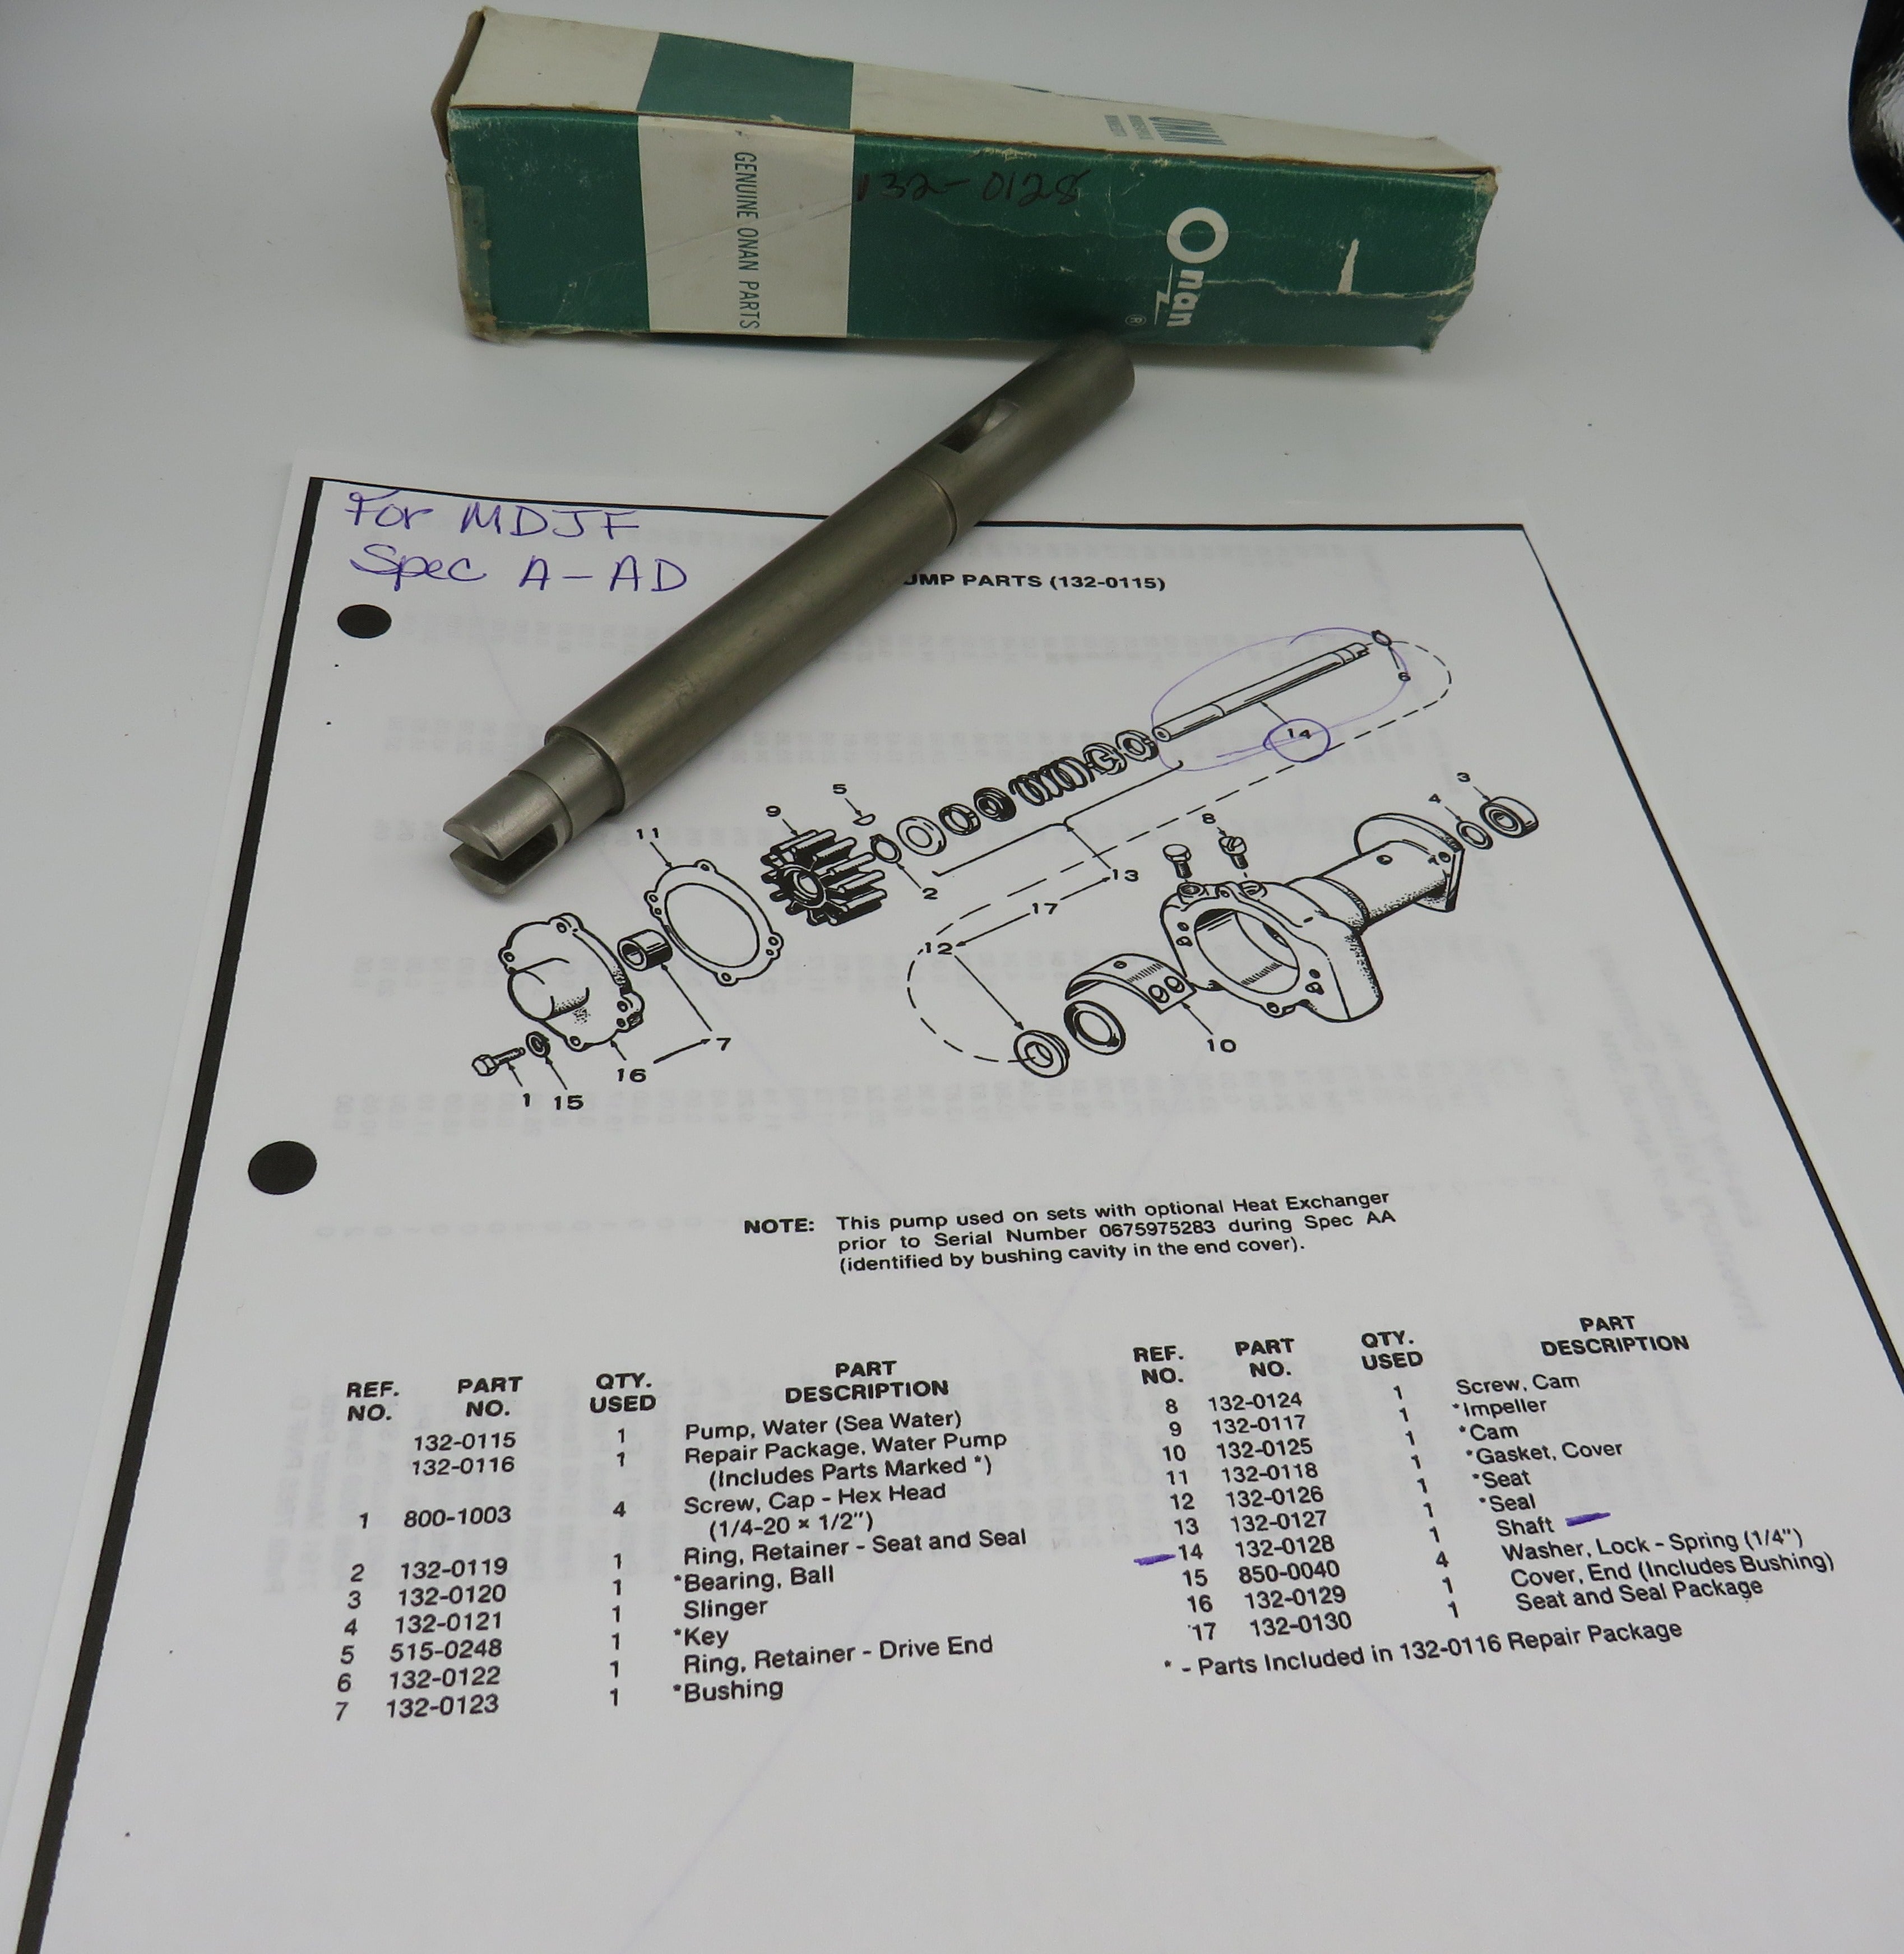 ONAN
GENUINE ONAN PARTS
132-0128
Onan
®
For MDJF
Spec A-AD
PARTS (132-0115)
6
14
3
4
8
5
9
11
2
13
17
12
10
7
16
1 15
NOTE: This pump used on sets with optional Heat Exchanger
prior to Serial Number 0675975283 during Spec AA
(identified by bushing cavity in the end cover).
REF. PART QTY. PART
NO. NO. USED DESCRIPTION
132-0115 1 Pump, Water (Sea Water)
132-0116 1 Repair Package, Water Pump
(Includes Parts Marked *)
1 800-1003 4 Screw, Cap - Hex Head
(1/4-20 x 1/2")
2 132-0119 1 Ring, Retainer - Seat and Seal
3 132-0120 1 *Bearing, Ball
4 132-0121 1 Slinger
5 515-0248 1 *Key
6 132-0122 1 Ring, Retainer - Drive End
7 132-0123 1 *Bushing
REF. PART QTY. PART
NO. NO. USED DESCRIPTION
8 132-0124 1 Screw, Cam
9 132-0117 1 *Impeller
10 132-0125 1 *Cam
11 132-0118 1 *Gasket, Cover
12 132-0126 1 *Seat
13 132-0127 1 *Seal
14 132-0128 1 Shaft
15 850-0040 4 Washer, Lock - Spring (1/4")
16 132-0129 1 Cover, End (Includes Bushing)
17 132-0130 1 Seat and Seal Package
* - Parts Included in 132-0116 Repair Package